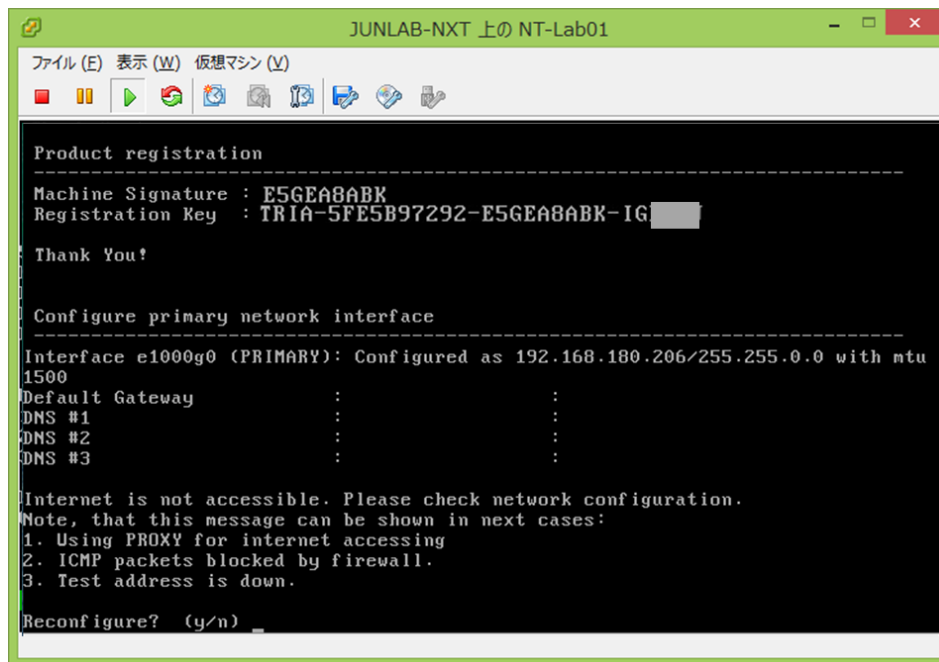 JUNLAB-NXT 上の NT-Lab01
ファイル (F) 表示 (W) 仮想マシン (V)
Product registration
Machine Signature : E5GEA8ABK
Registration Key : TRIA-5FE5B97292-E5GEA8ABK-IG
Thank You!
Configure primary network interface
Interface e1000g0 (PRIMARY): Configured as 192.168.180.206/255.255.0.0 with mtu
1500
Default Gateway : :
DNS #1 : :
DNS #2 : :
DNS #3 : :
Internet is not accessible. Please check network configuration.
Note, that this message can be shown in next cases:
1. Using PROXY for internet accessing
2. ICMP packets blocked by firewall.
3. Test address is down.
Reconfigure? (y/n) _